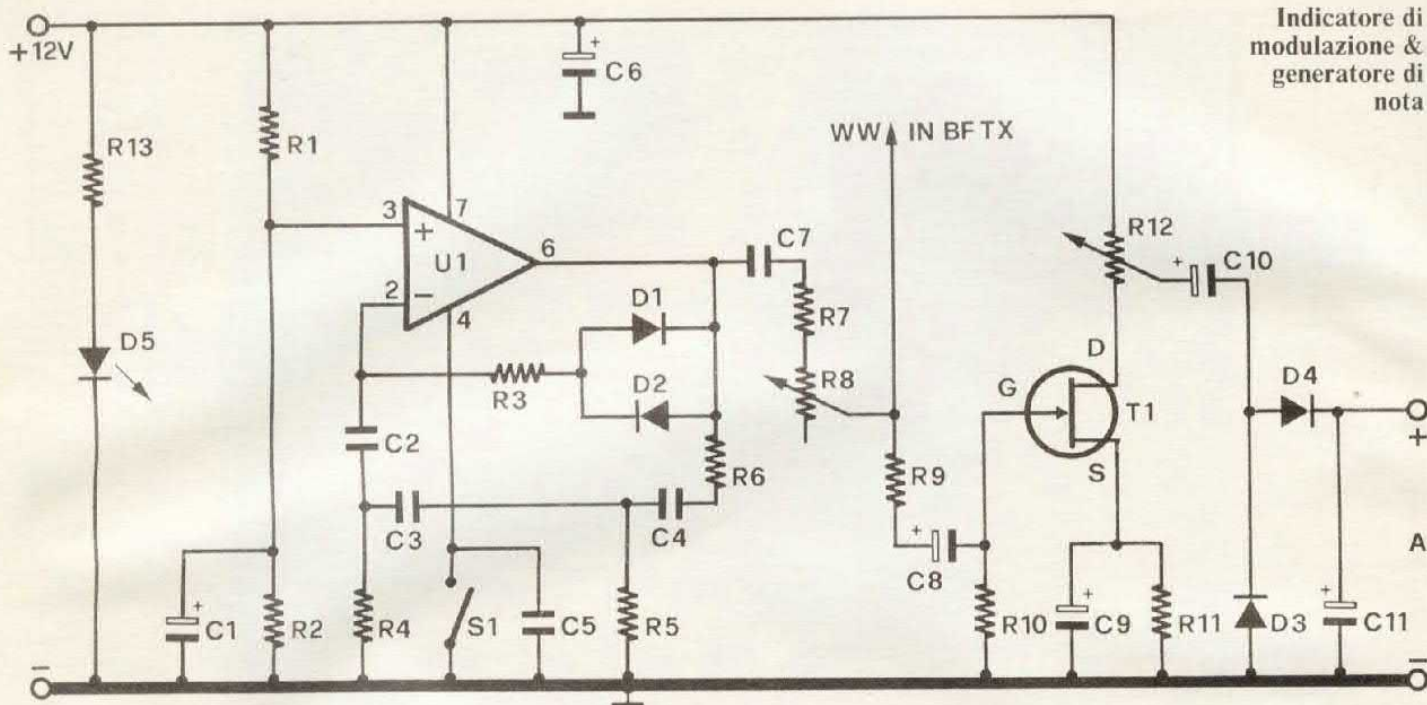 Indicatore di
modulazione &
generatore di
nota
+12V
R13
R1
C6
WW IN BF TX
3
7
+
U1
6
2
−
4
C7
R12
+
C10
D5
D1
R7
R3
D2
R8
D
G
T1
D4
S
+
C2
R6
R9
C3
C4
+
C8
A
+
C1
R2
R4
S1
C5
R5
R10
+
C9
R11
D3
+
C11
−
−